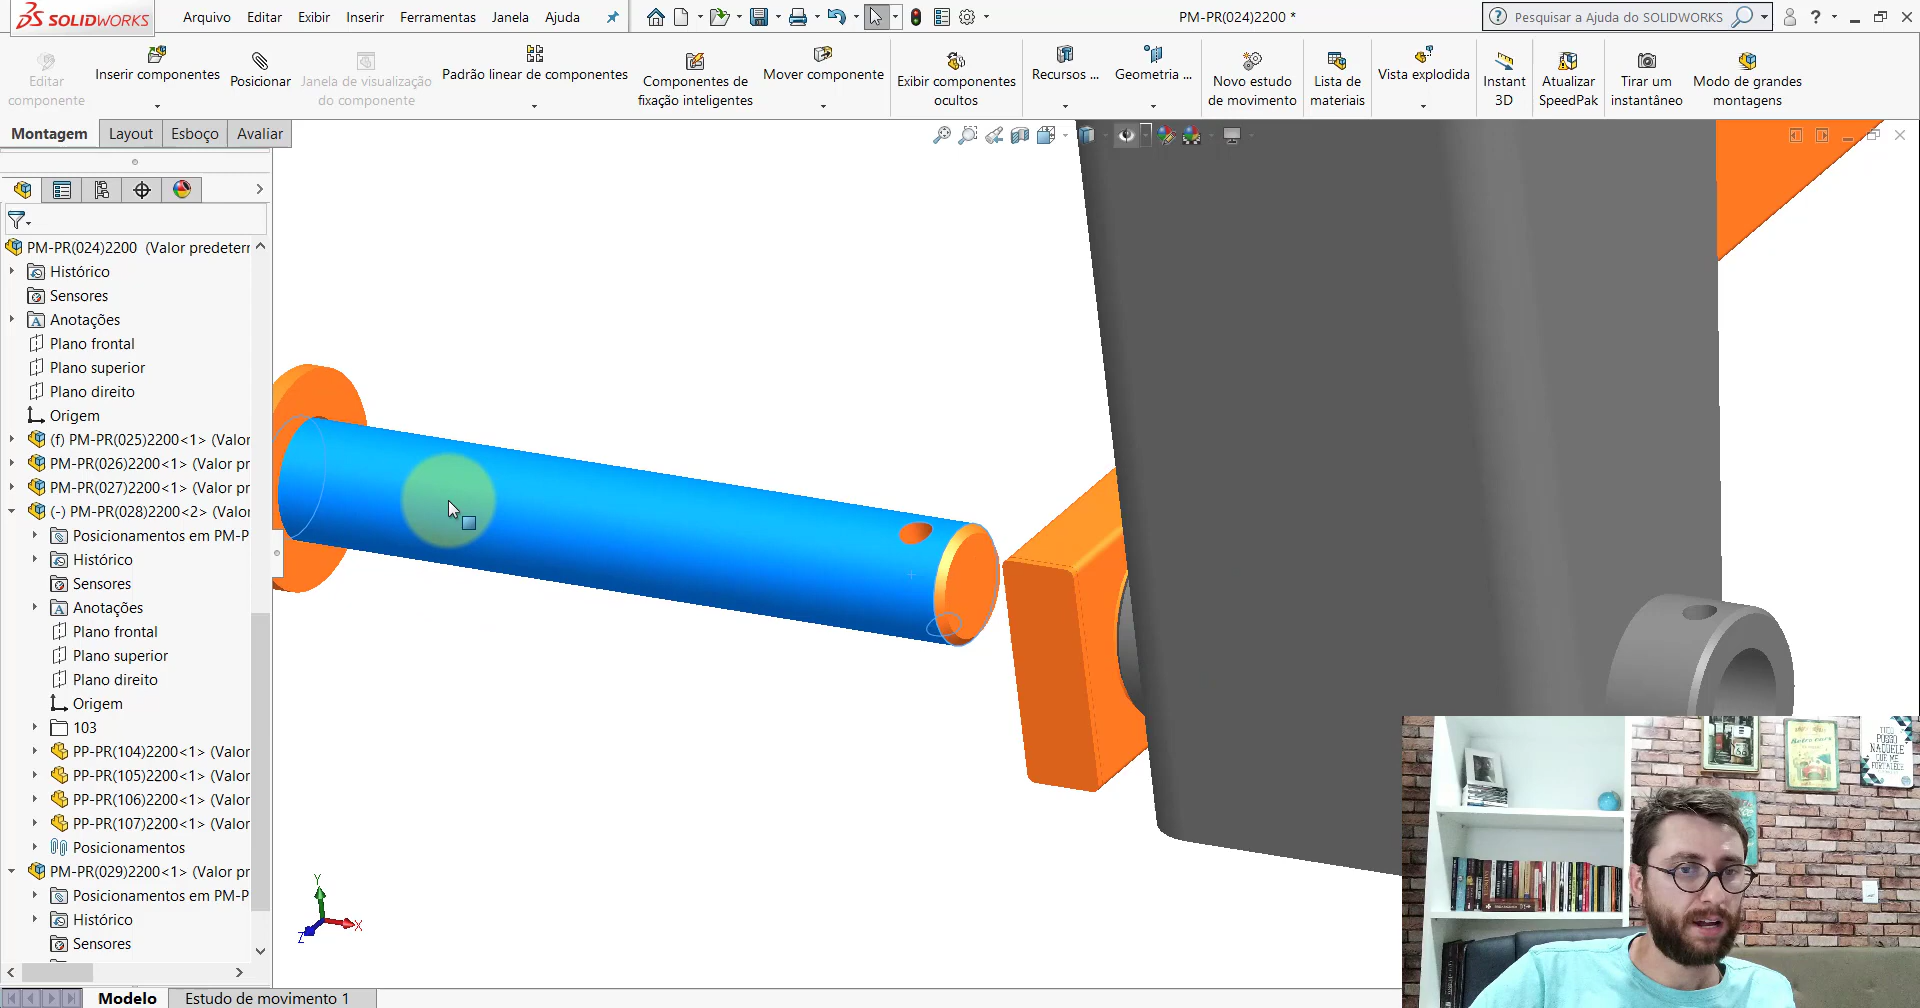 SOLIDWORKS
Arquivo Editar Exibir Inserir Ferramentas Janela Ajuda
PM-PR(024)2200 *
Pesquisar a Ajuda do SOLIDWORKS
Editar componente
Inserir componentes
Posicionar
Janela de visualização do componente
Padrão linear de componentes
Componentes de fixação inteligentes
Mover componente
Exibir componentes ocultos
Recursos ...
Geometria ...
Novo estudo de movimento
Lista de materiais
Vista explodida
Instant 3D
Atualizar SpeedPak
Tirar um instantâneo
Modo de grandes montagens
Montagem Layout Esboço Avaliar
PM-PR(024)2200 (Valor predeterr
Histórico
Sensores
Anotações
Plano frontal
Plano superior
Plano direito
Origem
(f) PM-PR(025)2200<1> (Valor
PM-PR(026)2200<1> (Valor pr
PM-PR(027)2200<1> (Valor pr
(-) PM-PR(028)2200<2> (Valor
Posicionamentos em PM-P
Histórico
Sensores
Anotações
Plano frontal
Plano superior
Plano direito
Origem
103
PP-PR(104)2200<1> (Valor
PP-PR(105)2200<1> (Valor
PP-PR(106)2200<1> (Valor
PP-PR(107)2200<1> (Valor
Posicionamentos
PM-PR(029)2200<1> (Valor pr
Posicionamentos em PM-P
Histórico
Sensores
Y
X
Z
TUDO
POSSO
NAQUELE
QUE ME
FORTALECE
Modelo Estudo de movimento 1